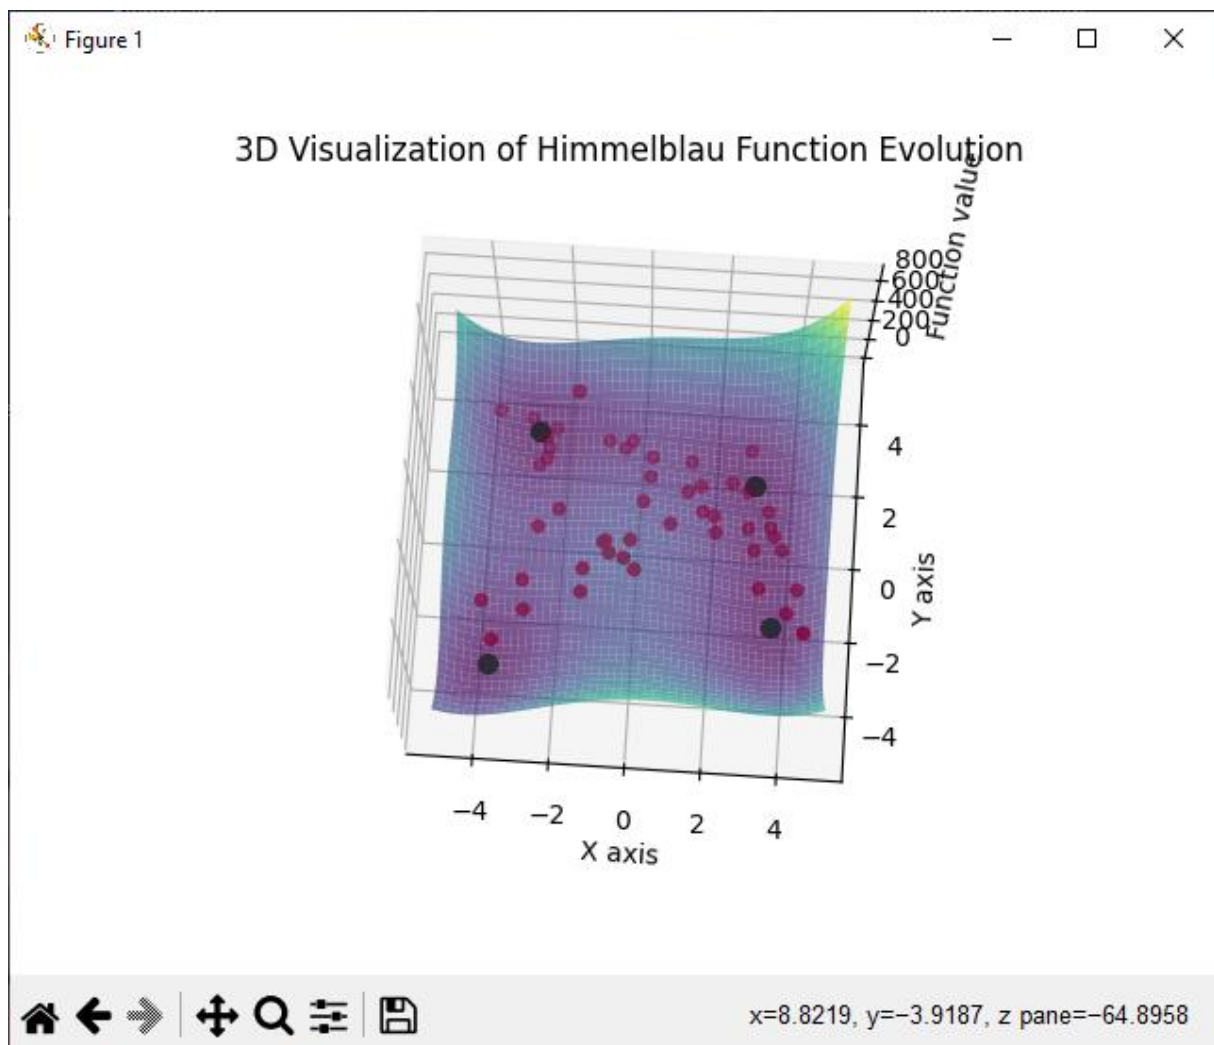 Figure 1
3D Visualization of Himmelblau Function Evolution
Function value
800
600
400
200
0
4
2
0
−2
−4
Y axis
−4 −2 0 2 4
X axis
x=8.8219, y=−3.9187, z pane=−64.8958